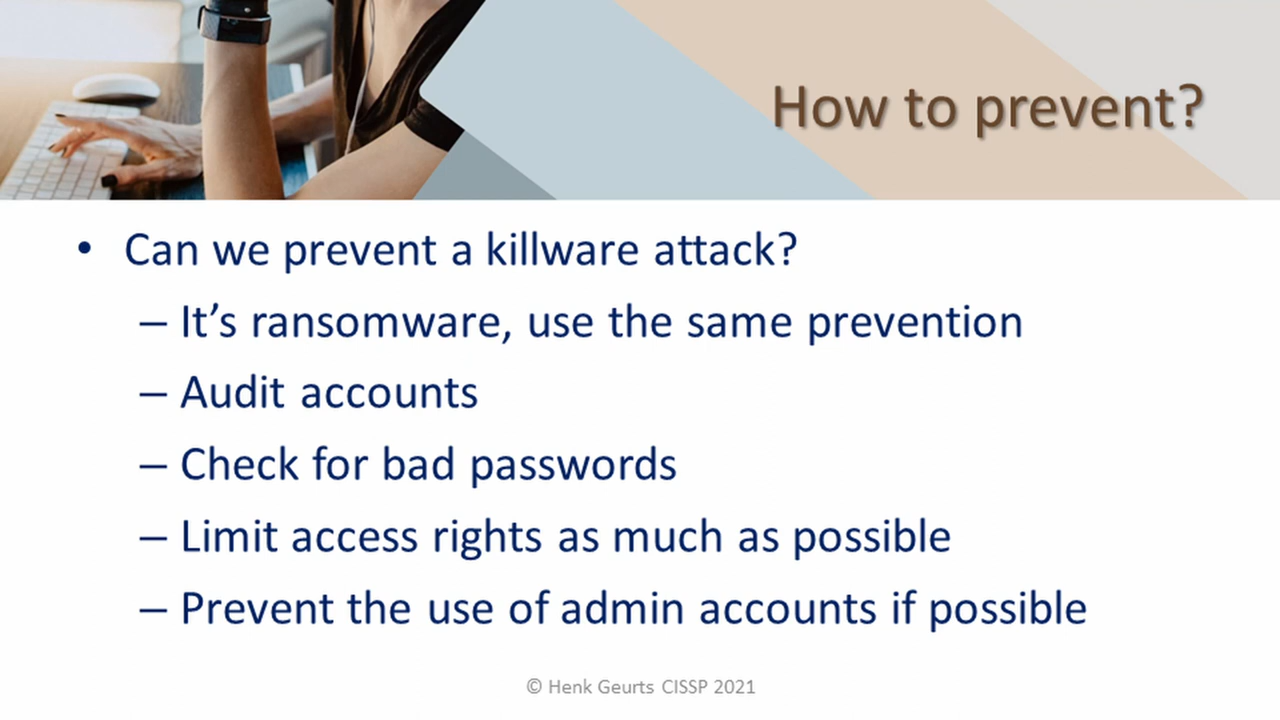 How to prevent?
• Can we prevent a killware attack?
– It’s ransomware, use the same prevention
– Audit accounts
– Check for bad passwords
– Limit access rights as much as possible
– Prevent the use of admin accounts if possible
© Henk Geurts CISSP 2021